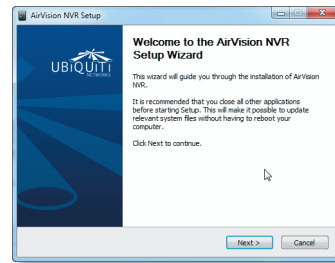 AirVision NVR Setup
UBiQUiTi
NETWORKS
Welcome to the AirVision NVR
Setup Wizard
This wizard will guide you through the installation of AirVision
NVR.
It is recommended that you close all other applications
before starting Setup. This will make it possible to update
relevant system files without having to reboot your
computer.
Click Next to continue.
Next >
Cancel